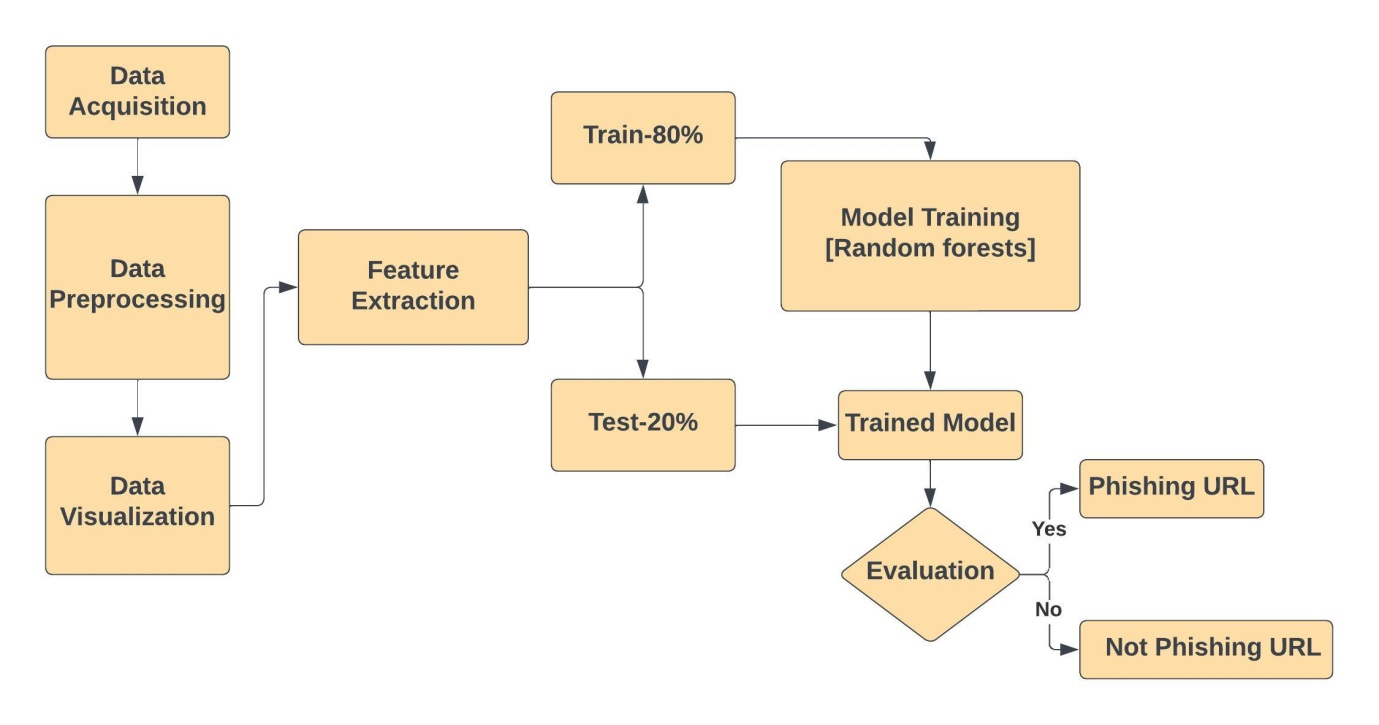 Data
Acquisition
Data
Preprocessing
Data
Visualization
Feature
Extraction
Train-80%
Test-20%
Model Training
[Random forests]
Trained Model
Evaluation
Yes
No
Phishing URL
Not Phishing URL